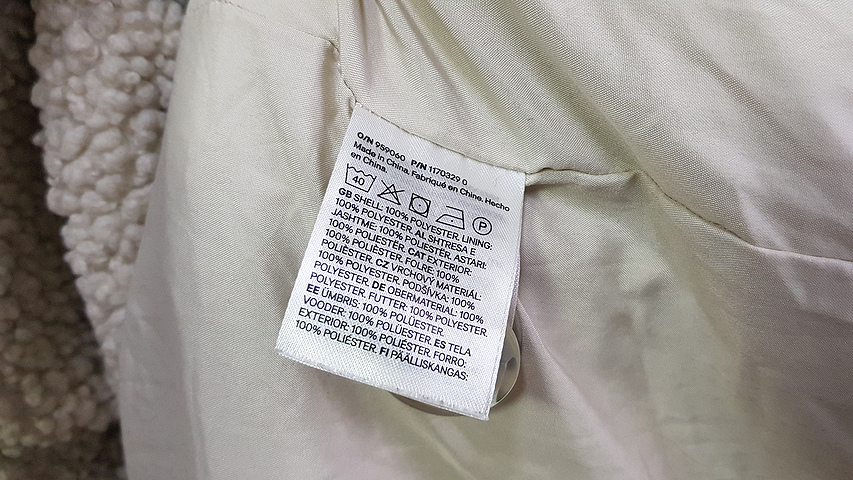 O/N 959060 P/N 1170329 0
Made in China. Fabriqué en Chine. Hecho
en China.
40 P
GB SHELL: 100% POLYESTER. LINING:
100% POLYESTER. AL SHTRESA E
JASHTME: 100% POLIESTËR. ASTARI:
100% POLIESTËR. CAT EXTERIOR:
POLIÈSTER. FOLRE: 100%
POLIÈSTER. CZ VRCHOVÝ MATERIÁL:
100% POLYESTER. PODŠÍVKA: 100%
POLYESTER. DE OBERMATERIAL: 100%
POLYESTER. FUTTER: 100% POLYESTER.
EE ÜMBRIS: 100% POLÜESTER.
VOODER: 100% POLÜESTER. ES TELA
EXTERIOR: 100% POLIÉSTER. FORRO:
100% POLIÉSTER. FI PÄÄLLISKANGAS: